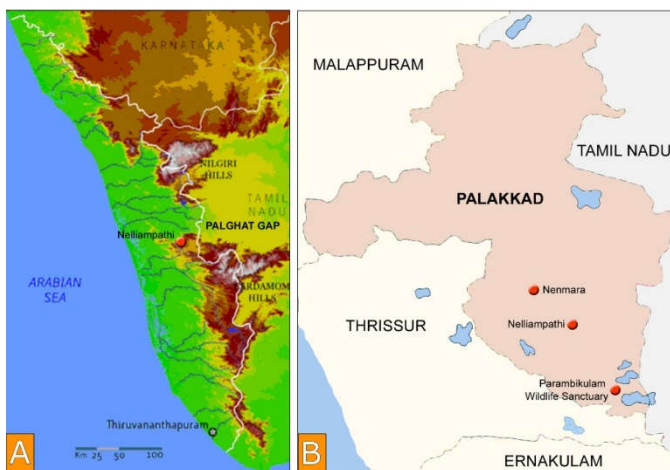 KARNATAKA
NILGIRI
HILLS
TAMIL
NADU
PALGHAT GAP
Nelliampathi
ARABIAN
SEA
ARDAMOM
HILLS
Thiruvananthapuram
Km 25 50 100
A
B
MALAPPURAM
TAMIL NADU
PALAKKAD
Nenmara
Nelliampathi
THRISSUR
Parambikulam
Wildlife Sanctuary
ERNAKULAM